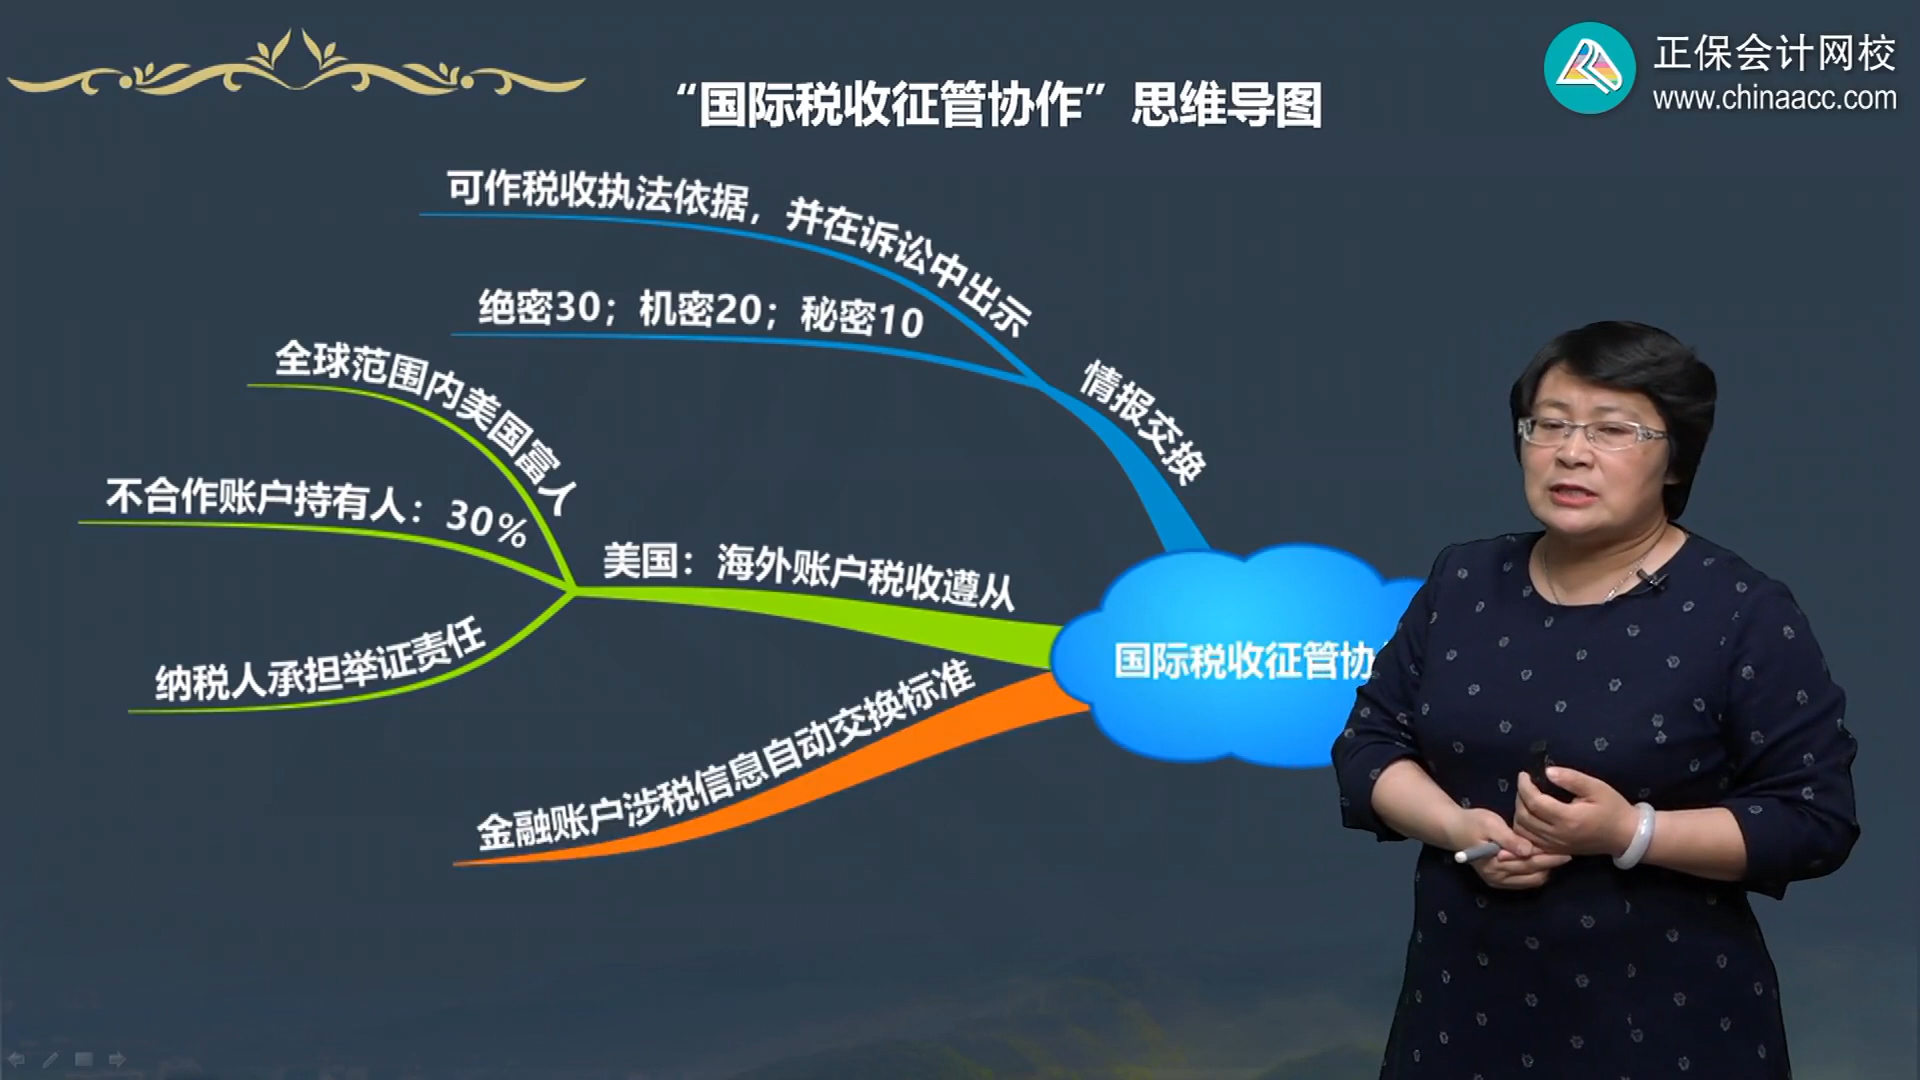 正保会计网校
www.chinaacc.com
“国际税收征管协作”思维导图
可作税收执法依据，并在诉讼中出示
绝密30；机密20；秘密10
情报交换
全球范围内美国富人
不合作账户持有人：30%
纳税人承担举证责任
美国：海外账户税收遵从
国际税收征管协
金融账户涉税信息自动交换标准